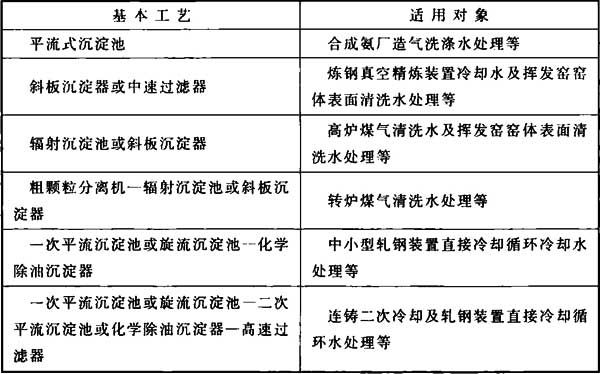 基本工艺 适用对象
平流式沉淀池 合成氨厂造气洗涤水处理等
斜板沉淀器或中速过滤器 炼钢真空精炼装置冷却水及挥发窑窑
体表面清洗水处理等
辐射沉淀池或斜板沉淀器 高炉煤气清洗水及挥发窑窑体表面清
洗水处理等
粗颗粒分离机—辐射沉淀池或斜板沉
淀器 转炉煤气清洗水处理等
一次平流沉淀池或旋流沉淀池—化学
除油沉淀器 中小型轧钢装置直接冷却循环冷却水
处理等
一次平流沉淀池或旋流沉淀池—二次
平流沉淀池或化学除油沉淀器—高速过
滤器 连铸二次冷却及轧钢装置直接冷却循
环水处理等